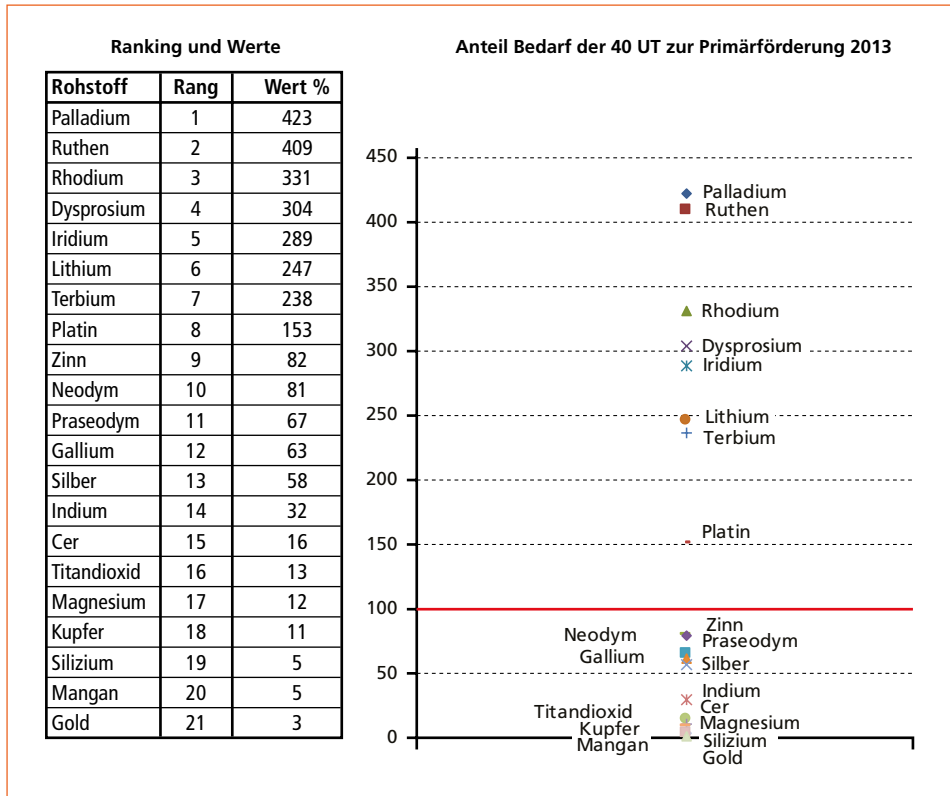 Ranking und Werte
Rohstoff Rang Wert %
Palladium 1 423
Ruthen 2 409
Rhodium 3 331
Dysprosium 4 304
Iridium 5 289
Lithium 6 247
Terbium 7 238
Platin 8 153
Zinn 9 82
Neodym 10 81
Praseodym 11 67
Gallium 12 63
Silber 13 58
Indium 14 32
Cer 15 16
Titandioxid 16 13
Magnesium 17 12
Kupfer 18 11
Silizium 19 5
Mangan 20 5
Gold 21 3
Anteil Bedarf der 40 UT zur Primärförderung 2013
450
Palladium
400 Ruthen
350
Rhodium
300 Dysprosium
Iridium
250 Lithium
Terbium
200
Platin
150
100
Zinn
Neodym Praseodym
Gallium Silber
50
Indium
Titandioxid Cer
Kupfer Magnesium
0 Mangan Silizium
Gold